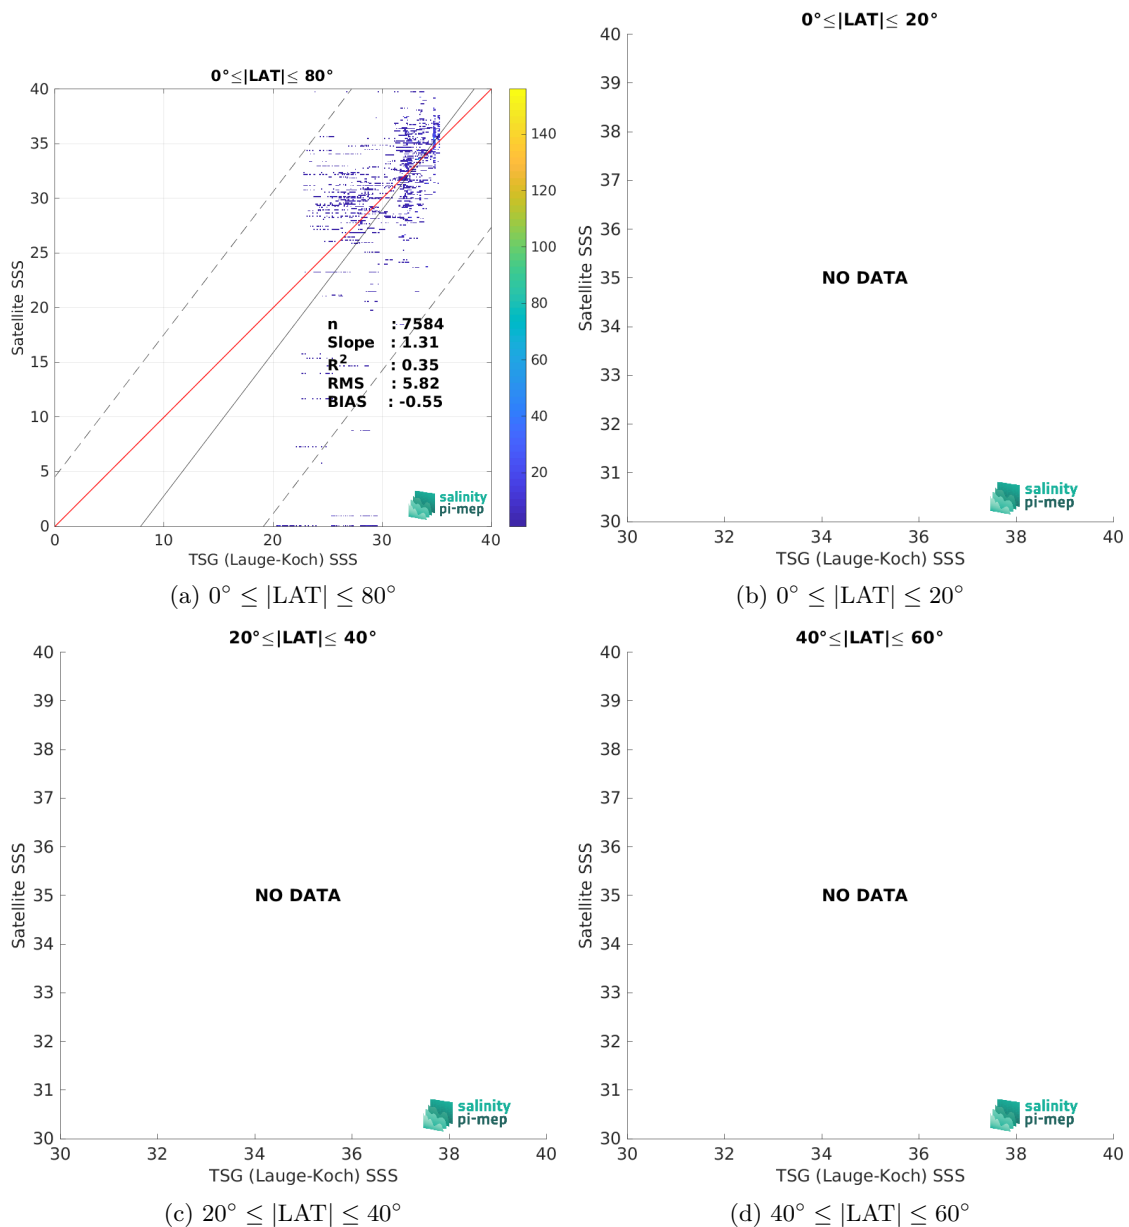 0°≤|LAT|≤ 80°
40
35
30
25
20
15
10
5
0
0
10
20
30
40
Satellite SSS
TSG (Lauge-Koch) SSS
n : 7584
Slope : 1.31
R² : 0.35
RMS : 5.82
BIAS : -0.55
140
120
100
80
60
40
20
salinity
pi-mep
(a) 0° ≤ |LAT| ≤ 80°
0°≤|LAT|≤ 20°
40
39
38
37
36
35
34
33
32
31
30
30
32
34
36
38
40
Satellite SSS
NO DATA
TSG (Lauge-Koch) SSS
salinity
pi-mep
(b) 0° ≤ |LAT| ≤ 20°
20°≤|LAT|≤ 40°
40
39
38
37
36
35
34
33
32
31
30
30
32
34
36
38
40
Satellite SSS
NO DATA
TSG (Lauge-Koch) SSS
salinity
pi-mep
(c) 20° ≤ |LAT| ≤ 40°
40°≤|LAT|≤ 60°
40
39
38
37
36
35
34
33
32
31
30
30
32
34
36
38
40
Satellite SSS
NO DATA
TSG (Lauge-Koch) SSS
salinity
pi-mep
(d) 40° ≤ |LAT| ≤ 60°